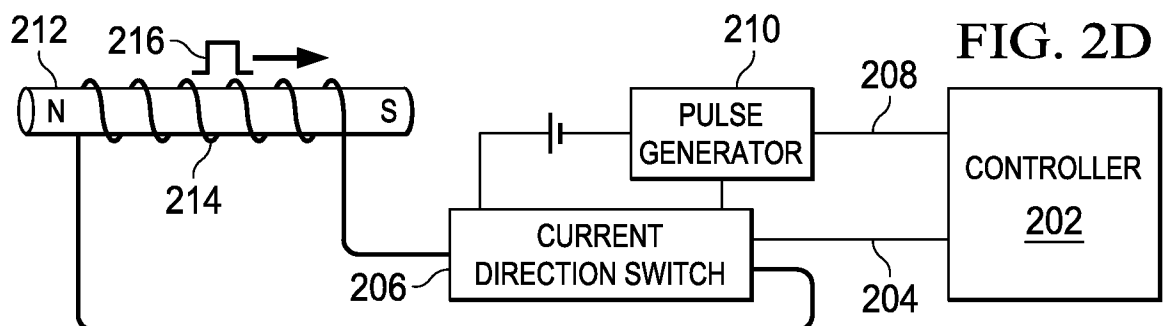 212
216
210
FIG. 2D
208
N
S
PULSE
GENERATOR
CONTROLLER
202
214
CURRENT
DIRECTION SWITCH
206
204